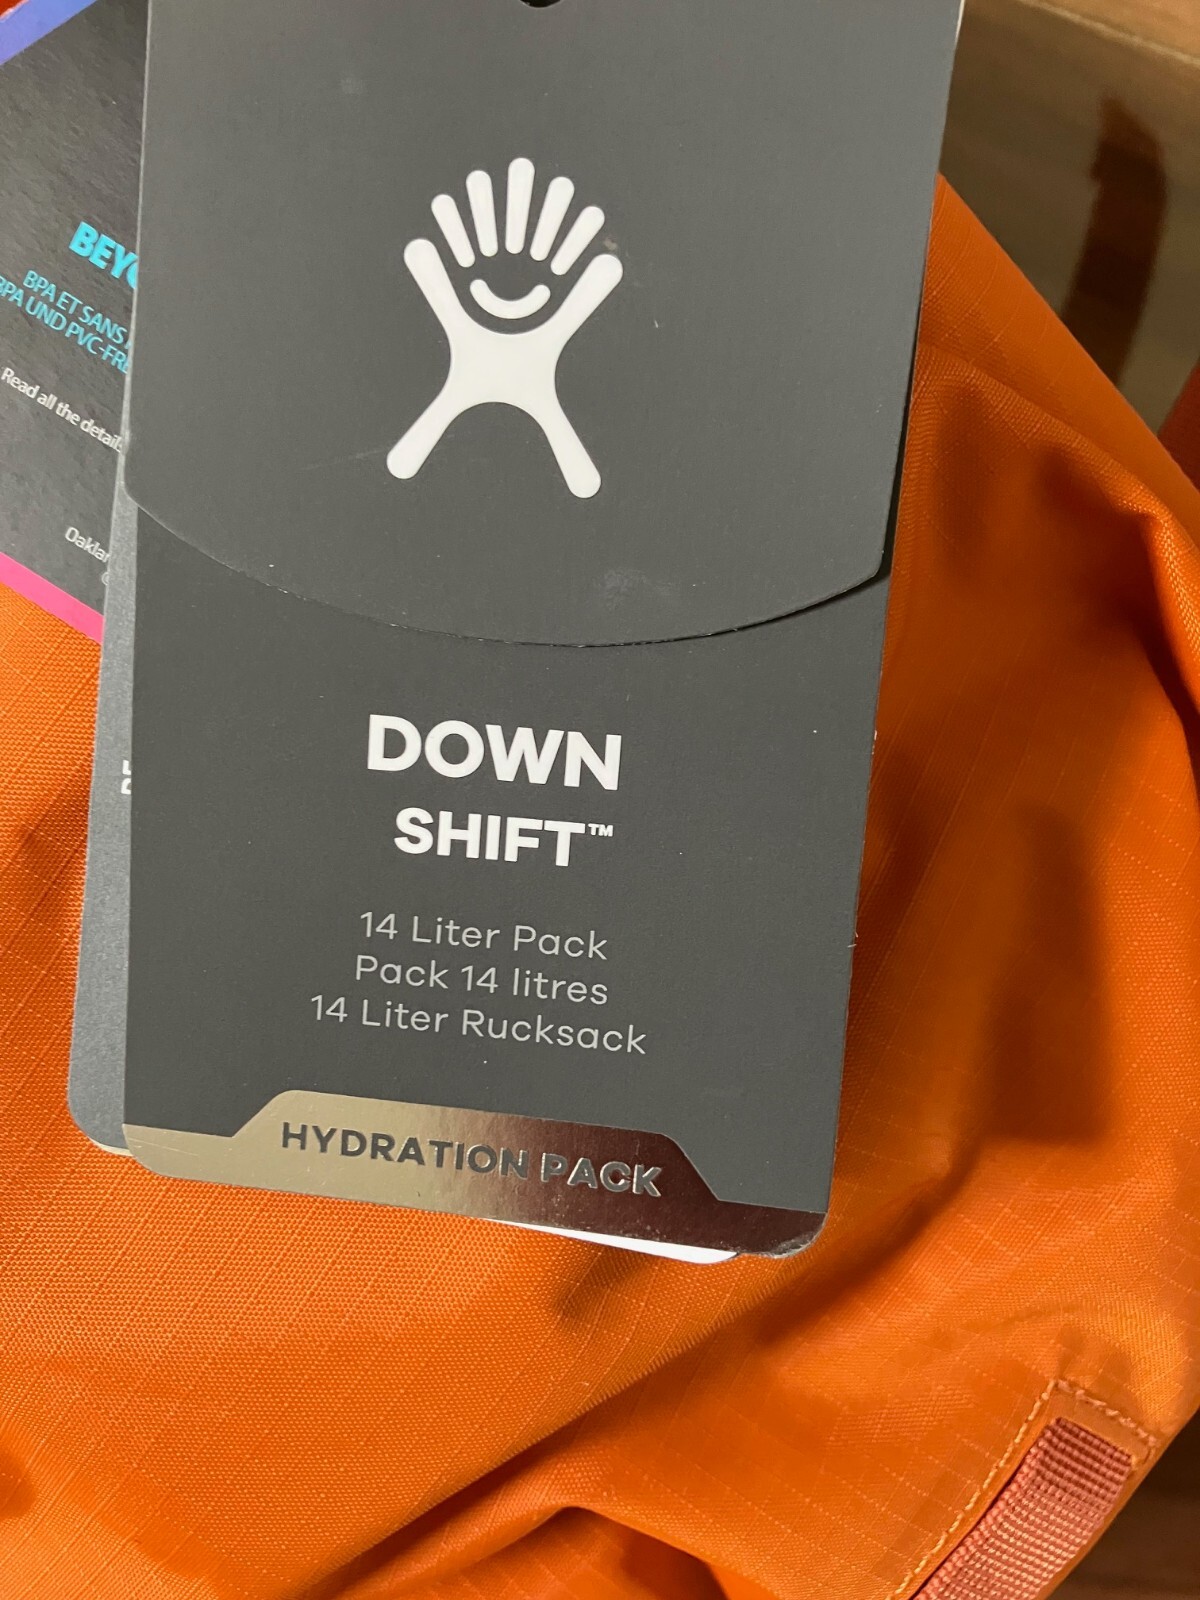 BPA ET SANS
BPA UND PVC-FRE
Read all the details
DOWN
SHIFT™
14 Liter Pack
Pack 14 litres
14 Liter Rucksack
HYDRATION PACK